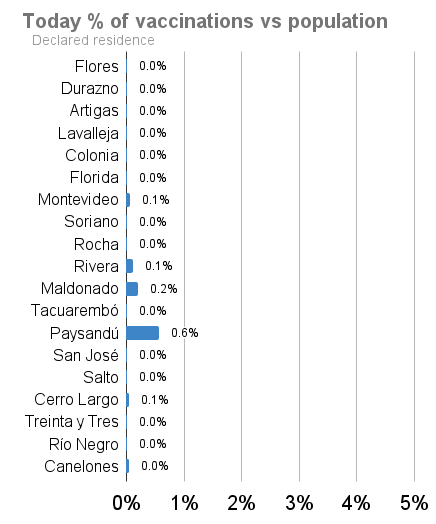 Today % of vaccinations vs population
Declared residence
Flores 0.0%
Durazno 0.0%
Artigas 0.0%
Lavalleja 0.0%
Colonia 0.0%
Florida 0.0%
Montevideo 0.1%
Soriano 0.0%
Rocha 0.0%
Rivera 0.1%
Maldonado 0.2%
Tacuarembó 0.0%
Paysandú 0.6%
San José 0.0%
Salto 0.0%
Cerro Largo 0.1%
Treinta y Tres 0.0%
Río Negro 0.0%
Canelones 0.0%
0% 1% 2% 3% 4% 5%